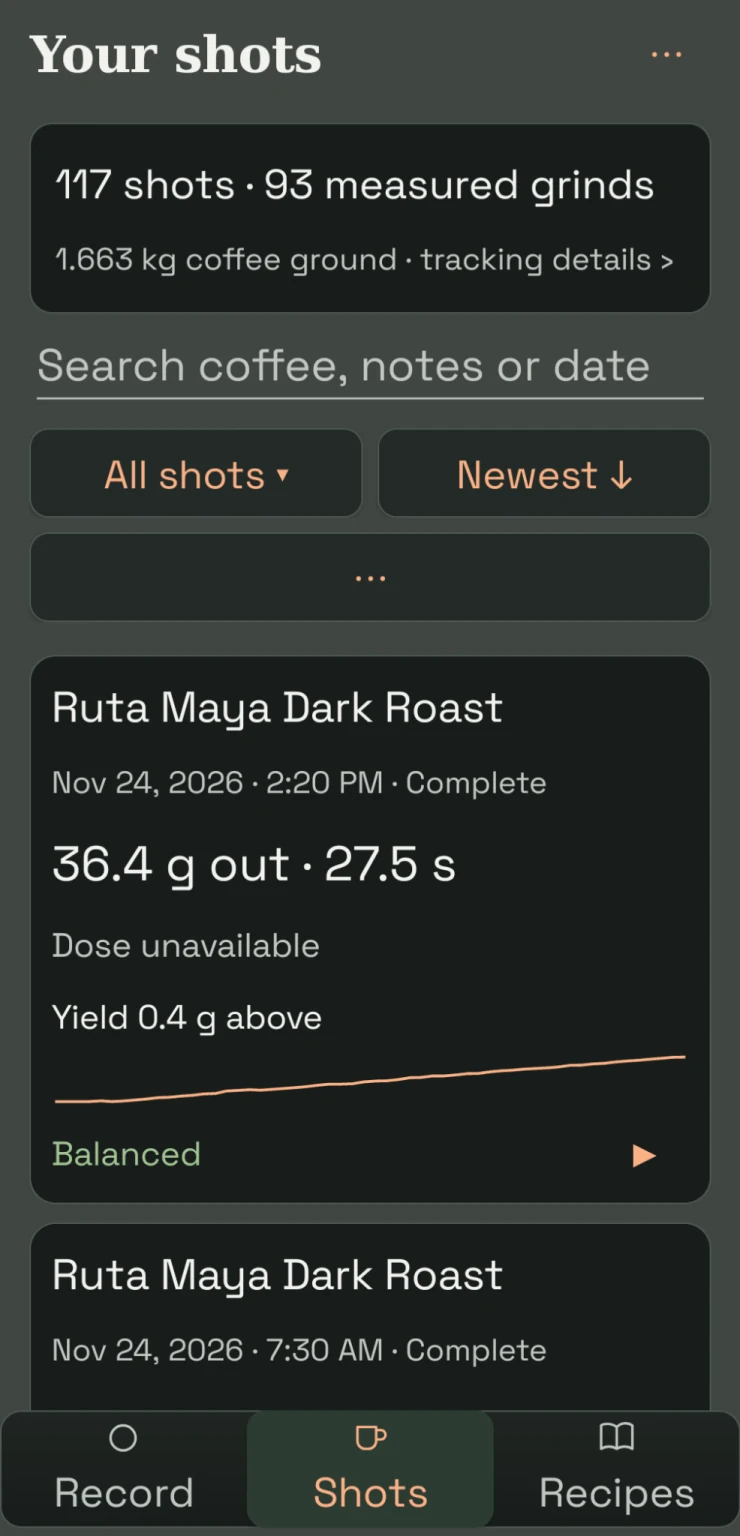 Your shots ...
117 shots · 93 measured grinds
1.663 kg coffee ground · tracking details >
Search coffee, notes or date
All shots ▾ Newest ↓
...
Ruta Maya Dark Roast
Nov 24, 2026 · 2:20 PM · Complete
36.4 g out · 27.5 s
Dose unavailable
Yield 0.4 g above
Balanced ▶
Ruta Maya Dark Roast
Nov 24, 2026 · 7:30 AM · Complete
Record Shots Recipes